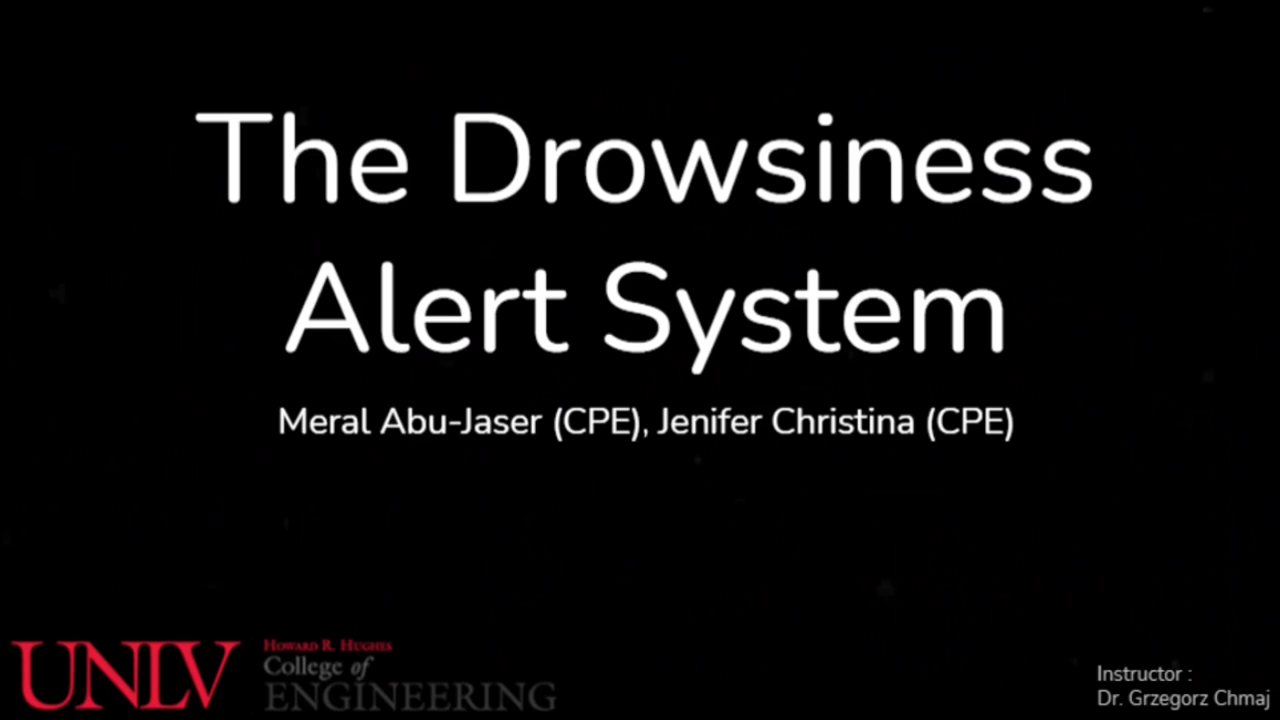 The Drowsiness
Alert System
Meral Abu-Jaser (CPE), Jenifer Christina (CPE)
UNLV
HOWARD R. HUGHES
College of
ENGINEERING
Instructor :
Dr. Grzegorz Chmaj